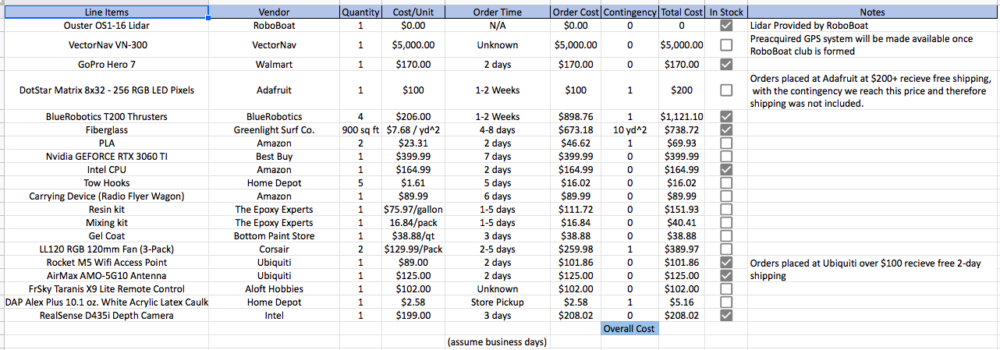 Line Items Vendor Quantity Cost/Unit Order Time Order Cost Contingency Total Cost In Stock Notes
Ouster OS1-16 Lidar RoboBoat 1 $0.00 N/A $0.00 0 0 Lidar Provided by RoboBoat
VectorNav VN-300 VectorNav 1 $5,000.00 Unknown $5,000.00 0 $5,000.00 Preacquired GPS system will be made available once
RoboBoat club is formed
GoPro Hero 7 Walmart 1 $170.00 2 days $170.00 0 $170.00
DotStar Matrix 8x32 - 256 RGB LED Pixels Adafruit 1 $100 1-2 Weeks $100 1 $200 Orders placed at Adafruit at $200+ recieve free shipping,
with the contingency we reach this price and therefore
shipping was not included.
BlueRobotics T200 Thrusters BlueRobotics 4 $206.00 1-2 Weeks $898.76 1 $1,121.10
Fiberglass Greenlight Surf Co. 900 sq ft $7.68 / yd^2 4-8 days $673.18 10 yd^2 $738.72
PLA Amazon 2 $23.31 2 days $46.62 1 $69.93
Nvidia GEFORCE RTX 3060 TI Best Buy 1 $399.99 7 days $399.99 0 $399.99
Intel CPU Amazon 1 $164.99 2 days $164.99 0 $164.99
Tow Hooks Home Depot 5 $1.61 5 days $16.02 0 $16.02
Carrying Device (Radio Flyer Wagon) Amazon 1 $89.99 6 days $89.99 0 $89.99
Resin kit The Epoxy Experts 1 $75.97/gallon 1-5 days $111.72 0 $151.93
Mixing kit The Epoxy Experts 1 16.84/pack 1-5 days $16.84 0 $40.41
Gel Coat Bottom Paint Store 1 $38.88/qt 3 days $38.88 0 $38.88
LL120 RGB 120mm Fan (3-Pack) Corsair 2 $129.99/Pack 2-5 days $259.98 1 $389.97
Rocket M5 Wifi Access Point Ubiquiti 1 $89.00 2 days $101.86 0 $101.86 Orders placed at Ubiquiti over $100 recieve free 2-day
AirMax AMO-5G10 Antenna Ubiquiti 1 $125.00 2 days $125.00 0 $125.00 shipping
FrSky Taranis X9 Lite Remote Control Aloft Hobbies 1 $102.00 Unknown $102.00 0 $102.00
DAP Alex Plus 10.1 oz. White Acrylic Latex Caulk Home Depot 1 $2.58 Store Pickup $2.58 1 $5.16
RealSense D435i Depth Camera Intel 1 $199.00 3 days $208.02 0 $208.02
Overall Cost
(assume business days)